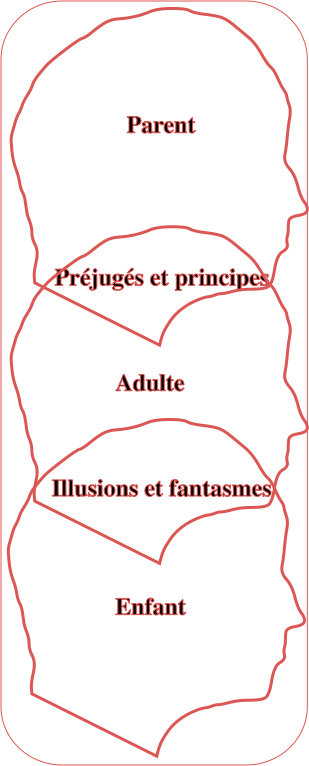 Parent
Préjugés et principes
Adulte
Illusions et fantasmes
Enfant